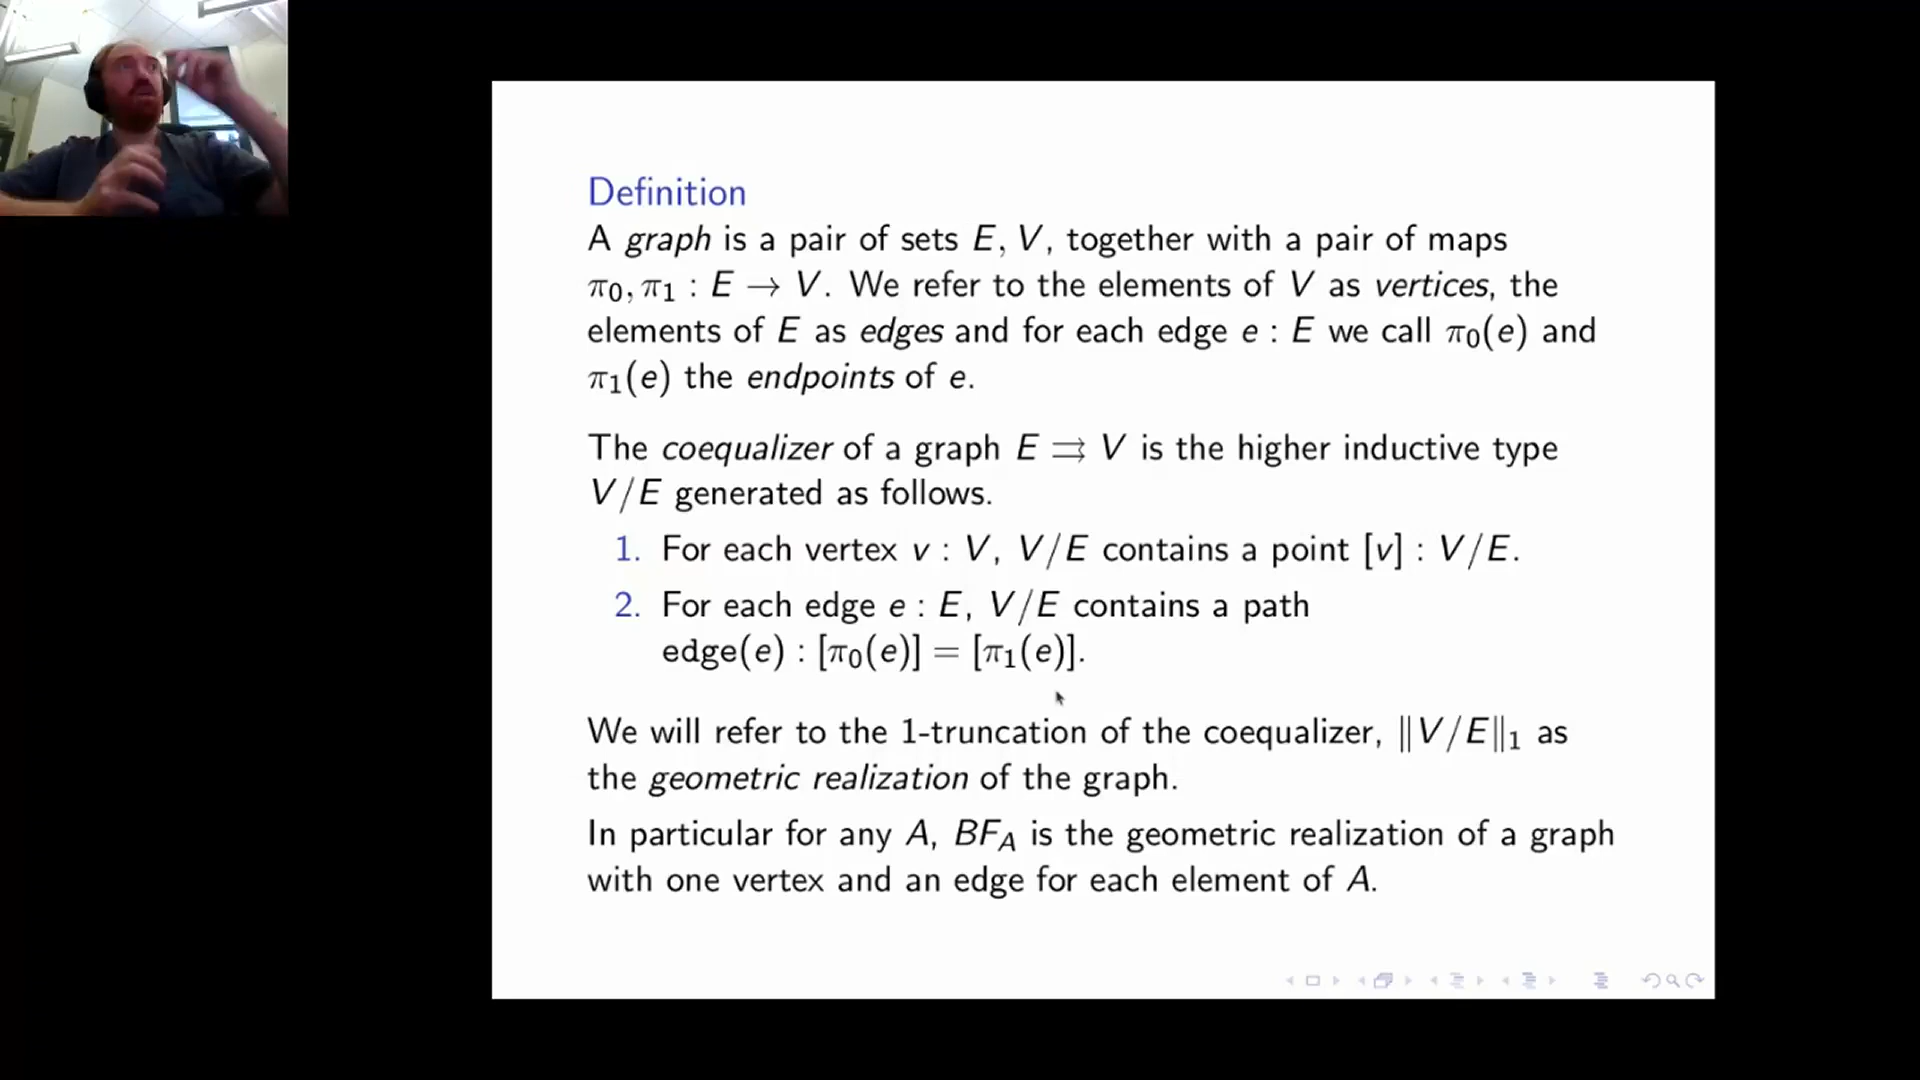 Definition
A graph is a pair of sets E, V, together with a pair of maps
π₀, π₁ : E → V. We refer to the elements of V as vertices, the
elements of E as edges and for each edge e : E we call π₀(e) and
π₁(e) the endpoints of e.
The coequalizer of a graph E ⇉ V is the higher inductive type
V/E generated as follows.
1. For each vertex v : V, V/E contains a point [v] : V/E.
2. For each edge e : E, V/E contains a path
edge(e) : [π₀(e)] = [π₁(e)].
We will refer to the 1-truncation of the coequalizer, ‖V/E‖₁ as
the geometric realization of the graph.
In particular for any A, BF_A is the geometric realization of a graph
with one vertex and an edge for each element of A.